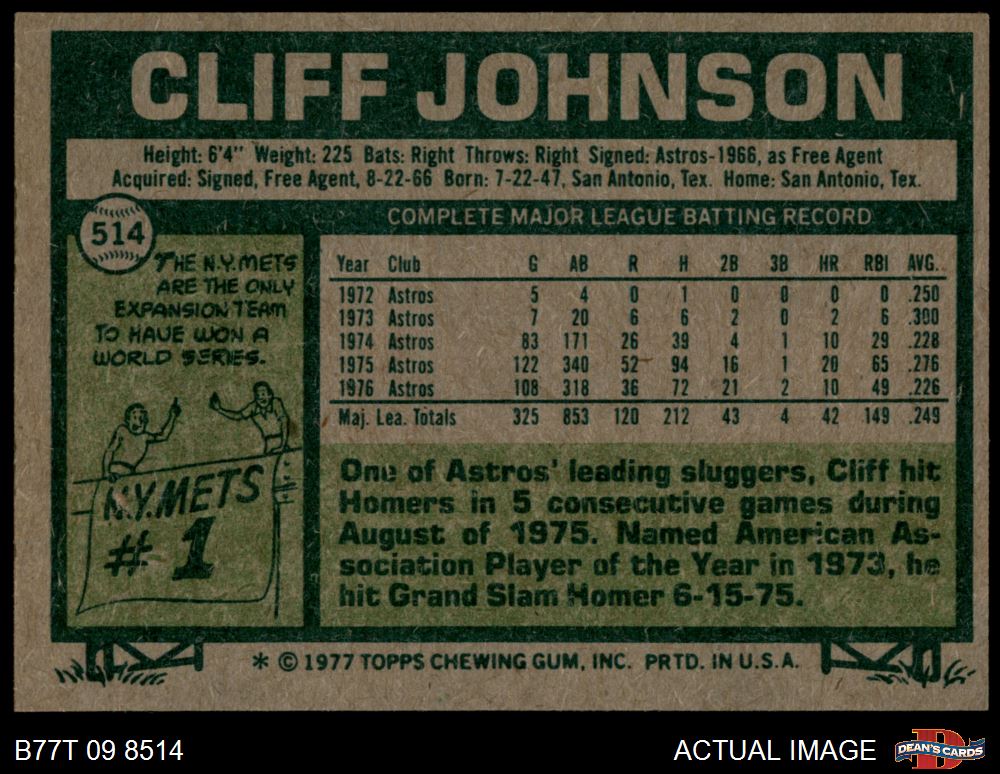 CLIFF JOHNSON
Height: 6'4" Weight: 225 Bats: Right Throws: Right Signed: Astros-1966, as Free Agent
Acquired: Signed, Free Agent, 8-22-66 Born: 7-22-47, San Antonio, Tex. Home: San Antonio, Tex.
514
THE N.Y. METS
ARE THE ONLY
EXPANSION TEAM
TO HAVE WON A
WORLD SERIES.
N.Y. METS
# 1
COMPLETE MAJOR LEAGUE BATTING RECORD
Year Club G AB R H 2B 3B HR RBI AVG.
1972 Astros 5 4 0 1 0 0 0 0 .250
1973 Astros 7 20 6 6 2 0 2 6 .300
1974 Astros 83 171 26 39 4 1 10 29 .228
1975 Astros 122 340 52 94 16 1 20 65 .276
1976 Astros 108 318 36 72 21 2 10 49 .226
Maj. Lea. Totals 325 853 120 212 43 4 42 149 .249
One of Astros' leading sluggers, Cliff hit
Homers in 5 consecutive games during
August of 1975. Named American As-
sociation Player of the Year in 1973, he
hit Grand Slam Homer 6-15-75.
* © 1977 TOPPS CHEWING GUM, INC. PRTD. IN U.S.A.
B77T 09 8514
ACTUAL IMAGE
D
DEAN'S CARDS